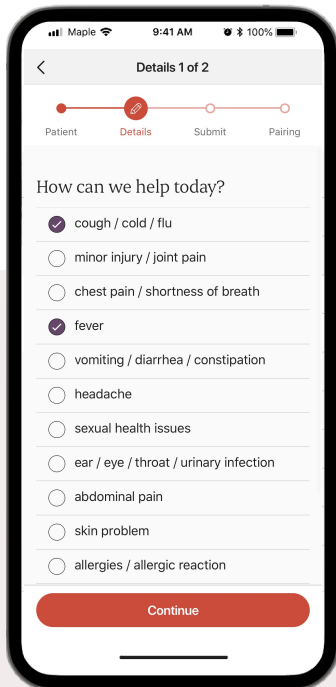 Maple 9:41 AM 100%
Details 1 of 2
Patient Details Submit Pairing
How can we help today?
cough / cold / flu
minor injury / joint pain
chest pain / shortness of breath
fever
vomiting / diarrhea / constipation
headache
sexual health issues
ear / eye / throat / urinary infection
abdominal pain
skin problem
allergies / allergic reaction
Continue